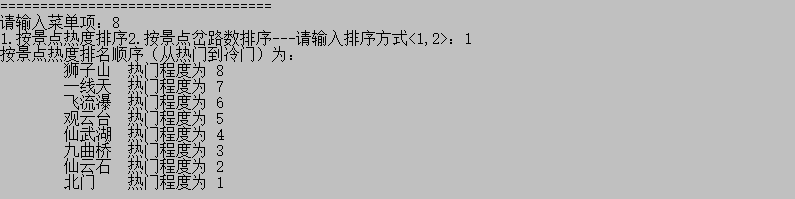 ==================================
请输入菜单项：8
1.按景点热度排序2.按景点岔路数排序---请输入排序方式<1,2>：1
按景点热度排名顺序（从热门到冷门）为：
狮子山 热门程度为 8
一线天 热门程度为 7
飞流瀑 热门程度为 6
观云台 热门程度为 5
仙武湖 热门程度为 4
九曲桥 热门程度为 3
仙云石 热门程度为 2
北门 热门程度为 1